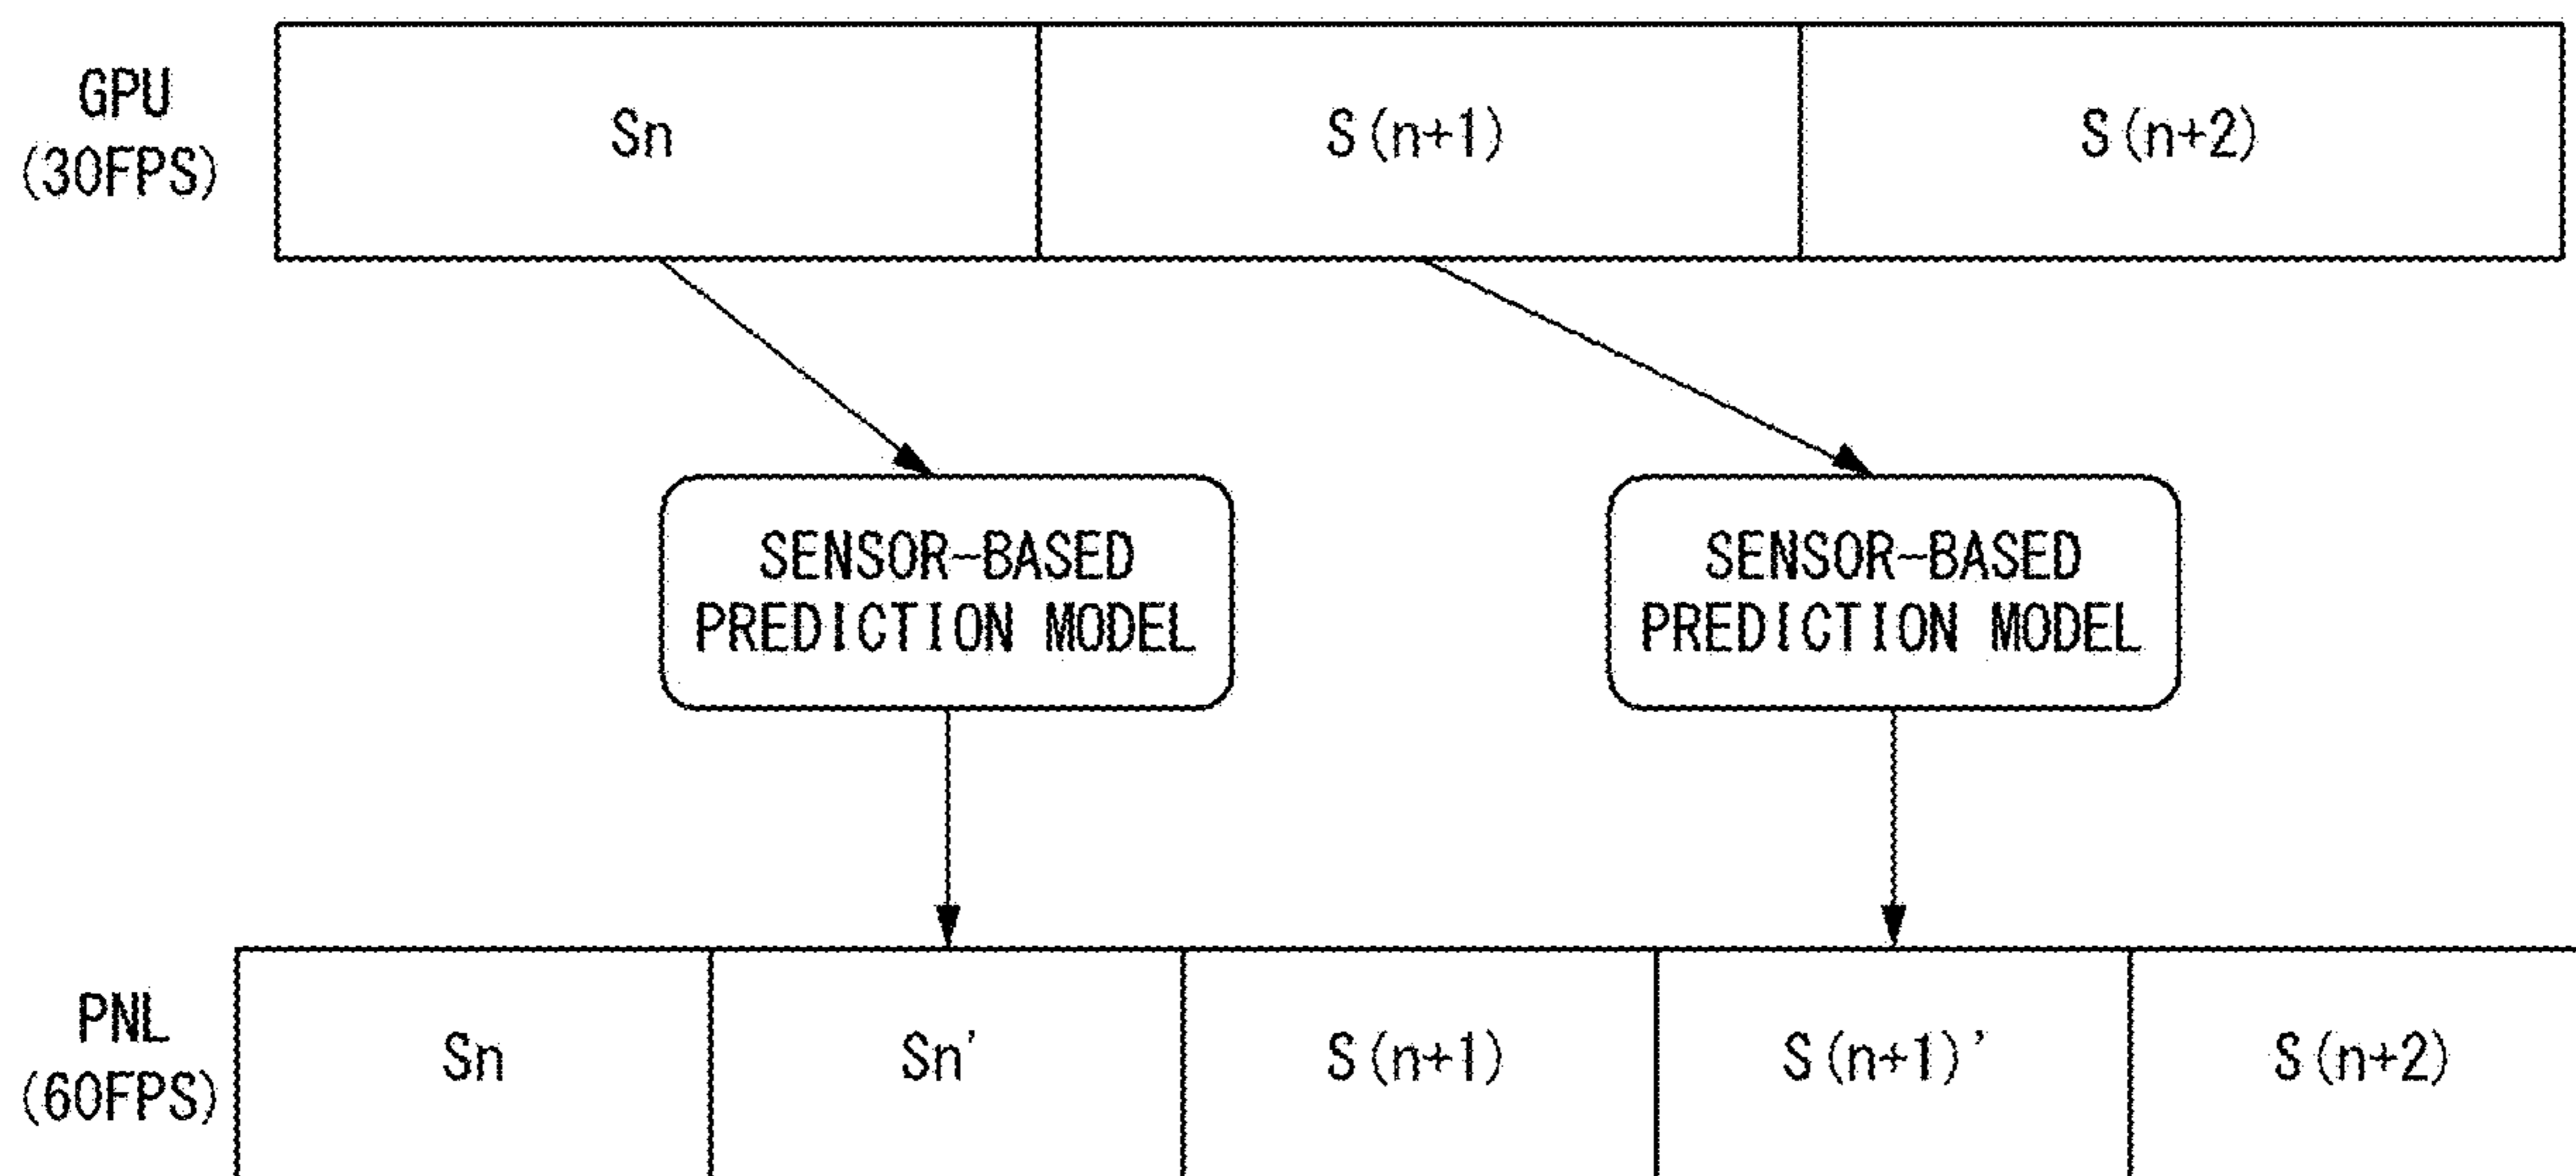 GPU
(30FPS)
Sn
S(n+1)
S(n+2)
SENSOR-BASED
PREDICTION MODEL
SENSOR-BASED
PREDICTION MODEL
PNL
(60FPS)
Sn'
Sn
S(n+1)
S(n+1)'
S(n+2)